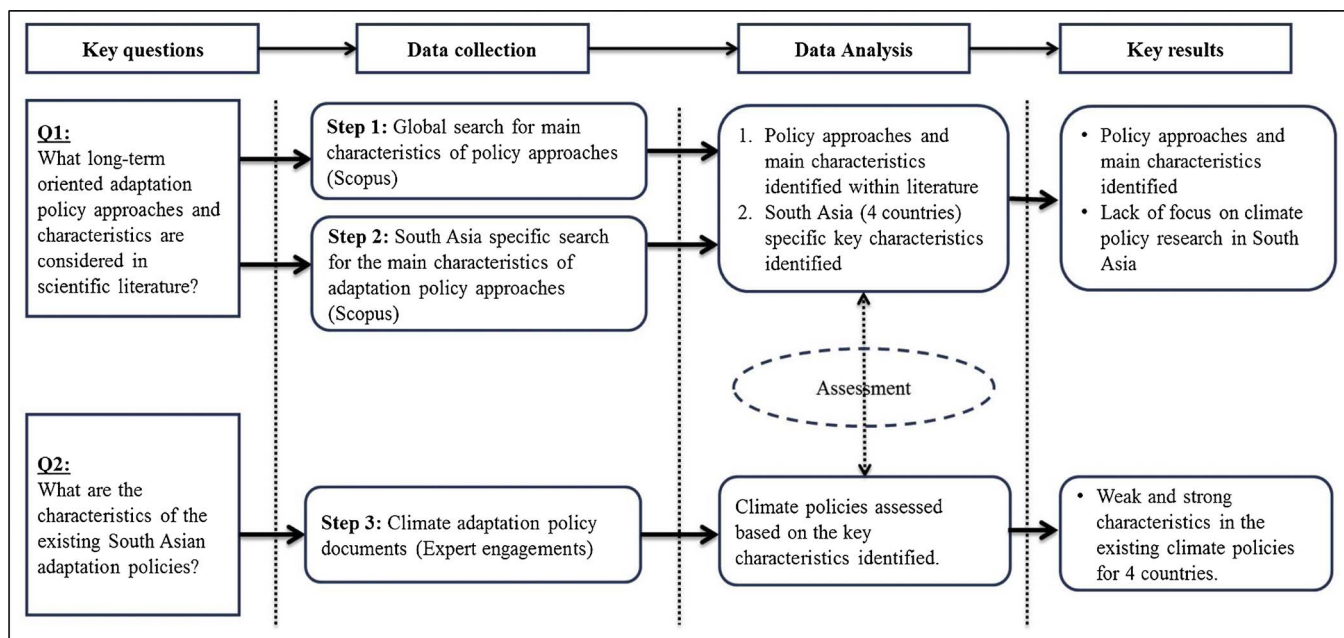 Key questions
Data collection
Data Analysis
Key results
Q1:
What long-term
oriented adaptation
policy approaches and
characteristics are
considered in
scientific literature?
Step 1: Global search for main
characteristics of policy approaches
(Scopus)
Step 2: South Asia specific search
for the main characteristics of
adaptation policy approaches
(Scopus)
1. Policy approaches and
main characteristics
identified within literature
2. South Asia (4 countries)
specific key characteristics
identified
• Policy approaches and
main characteristics
identified
• Lack of focus on climate
policy research in South
Asia
Assessment
Q2:
What are the
characteristics of the
existing South Asian
adaptation policies?
Step 3: Climate adaptation policy
documents (Expert engagements)
Climate policies assessed
based on the key
characteristics identified.
• Weak and strong
characteristics in the
existing climate policies
for 4 countries.